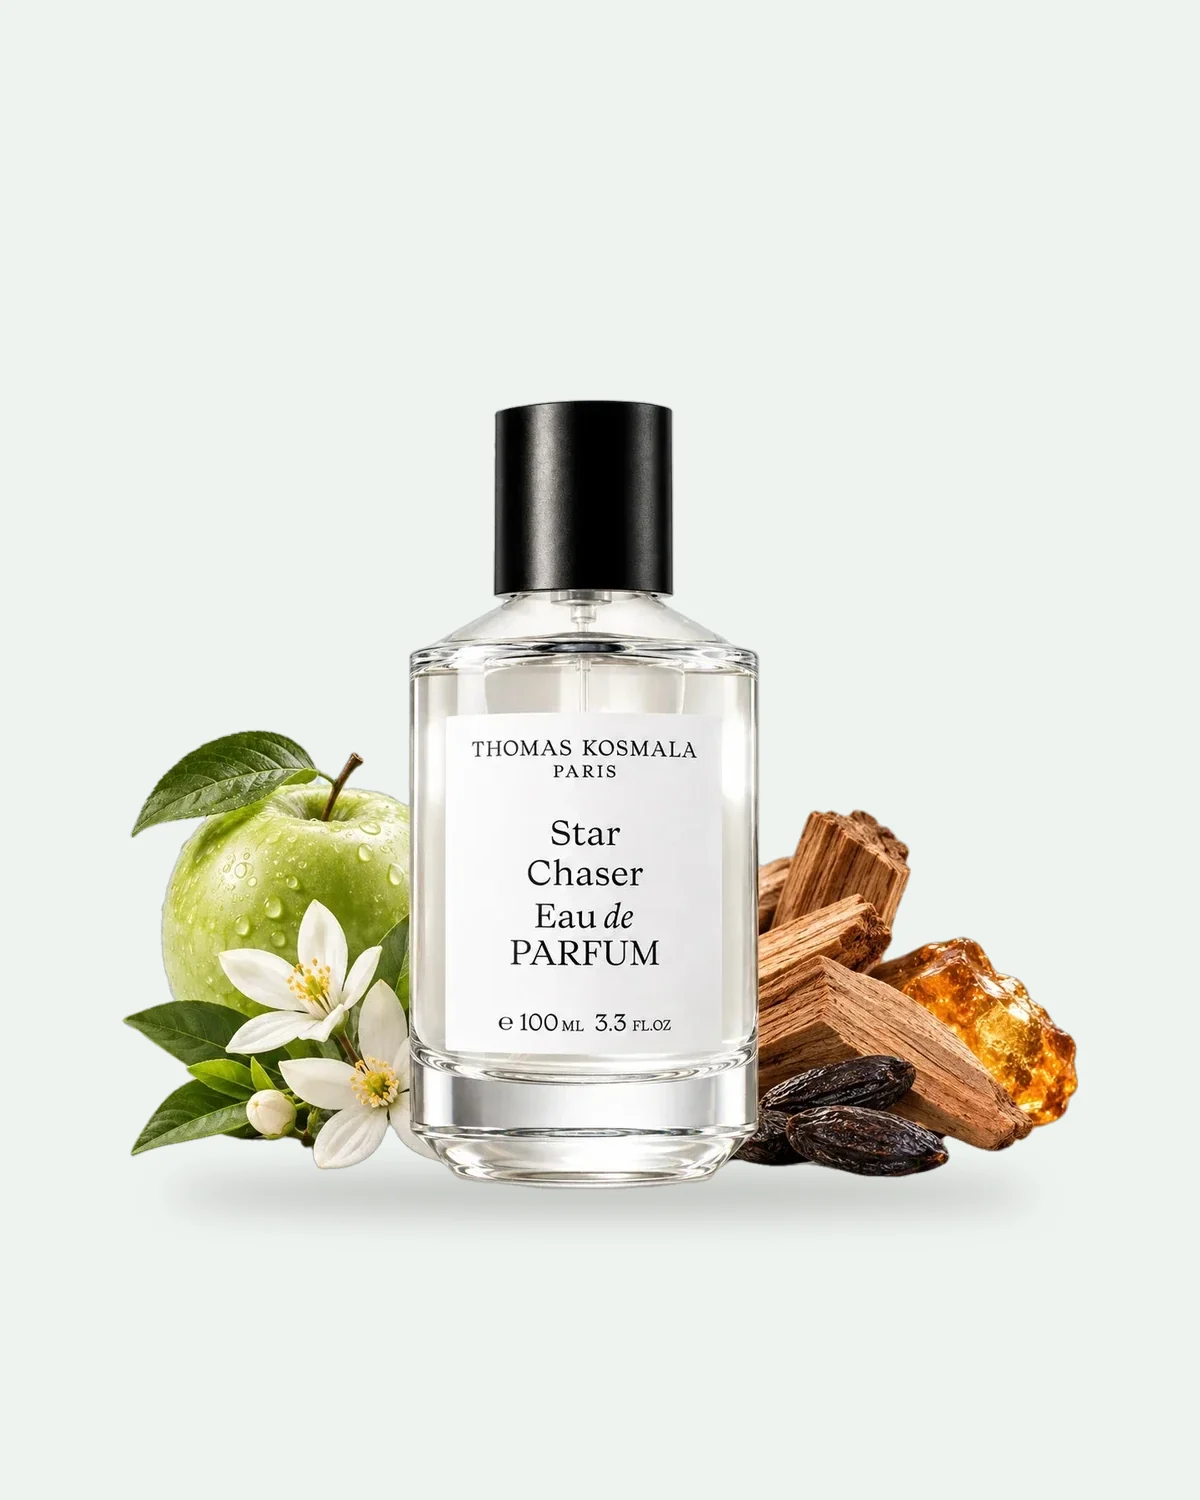 THOMAS KOSMALA
PARIS
Star
Chaser
Eau de
PARFUM
℮ 100 ML 3.3 FL.OZ